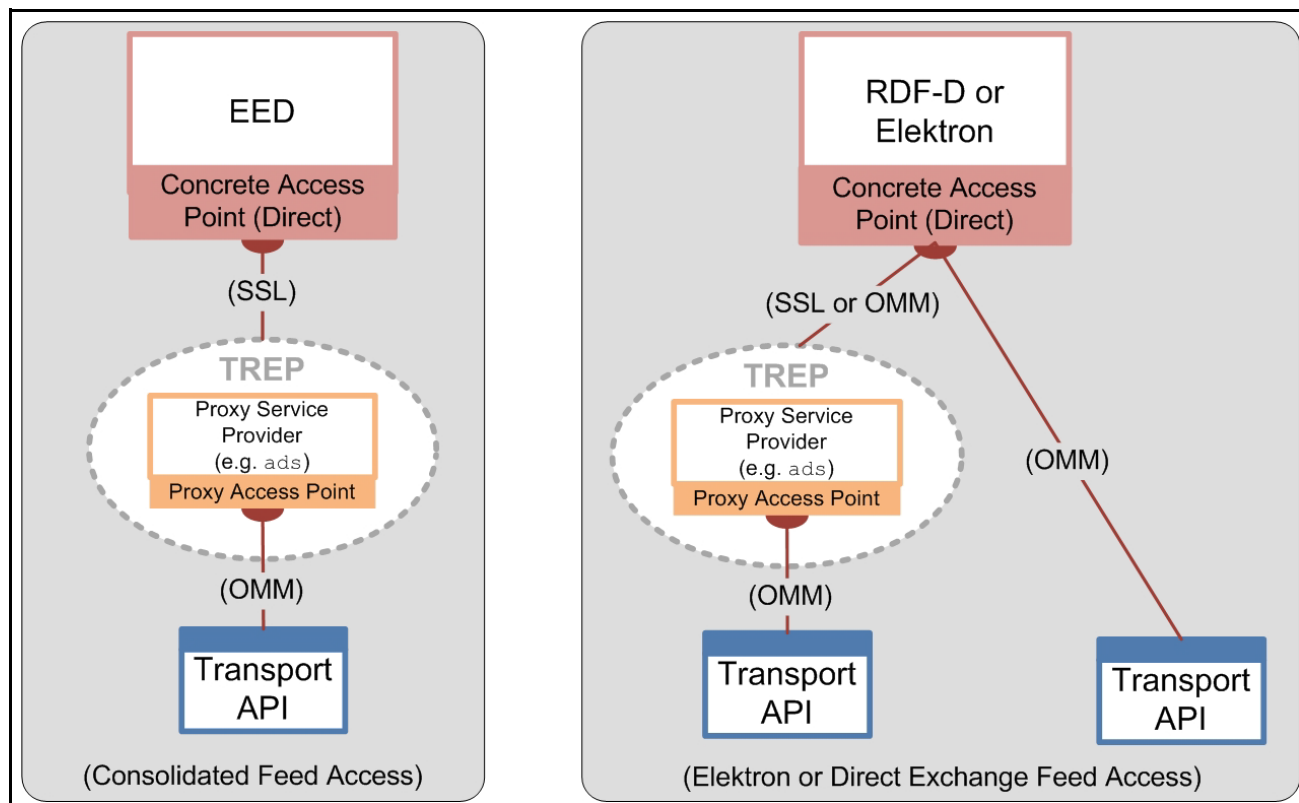 EED
Concrete Access
Point (Direct)
(SSL)
TREP
Proxy Service
Provider
(e.g. ads)
Proxy Access Point
(OMM)
Transport
API
(Consolidated Feed Access)
RDF-D or
Elektron
Concrete Access
Point (Direct)
(SSL or OMM)
TREP
Proxy Service
Provider
(e.g. ads)
Proxy Access Point
(OMM)
(OMM)
Transport
API
Transport
API
(Elektron or Direct Exchange Feed Access)